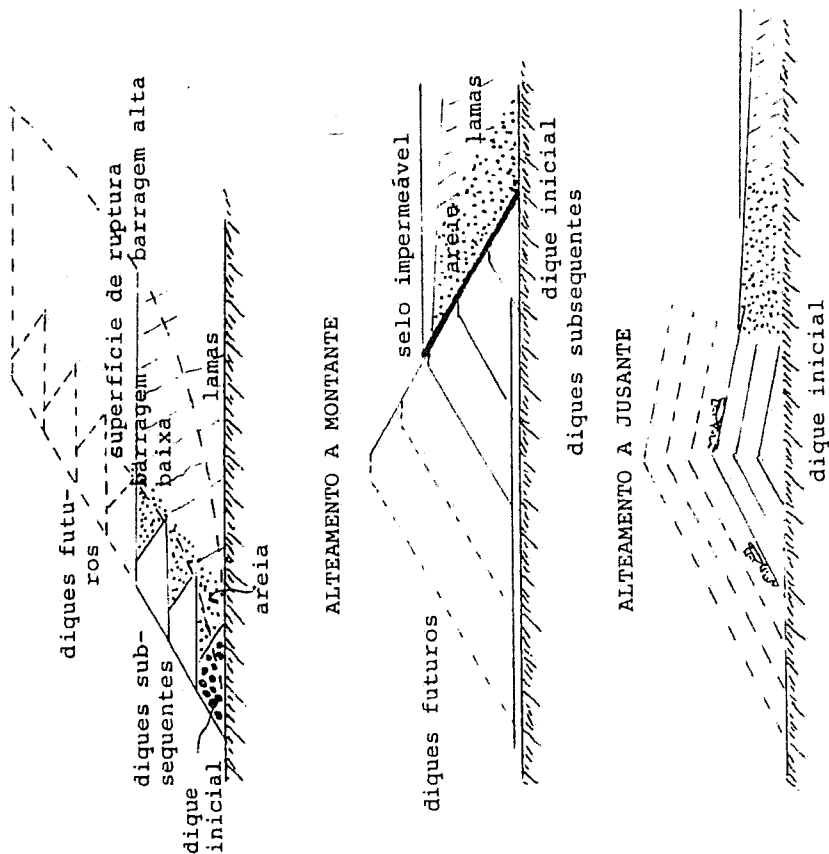 diques futu-
ros
superfície de ruptura
barragem alta
barragem
baixa
diques sub-
sequentes
dique
inicial
areia
lamas
ALTEAMENTO A MONTANTE
diques futuros
selo impermeável
areia
lamas
dique inicial
diques subsequentes
ALTEAMENTO A JUSANTE
dique inicial